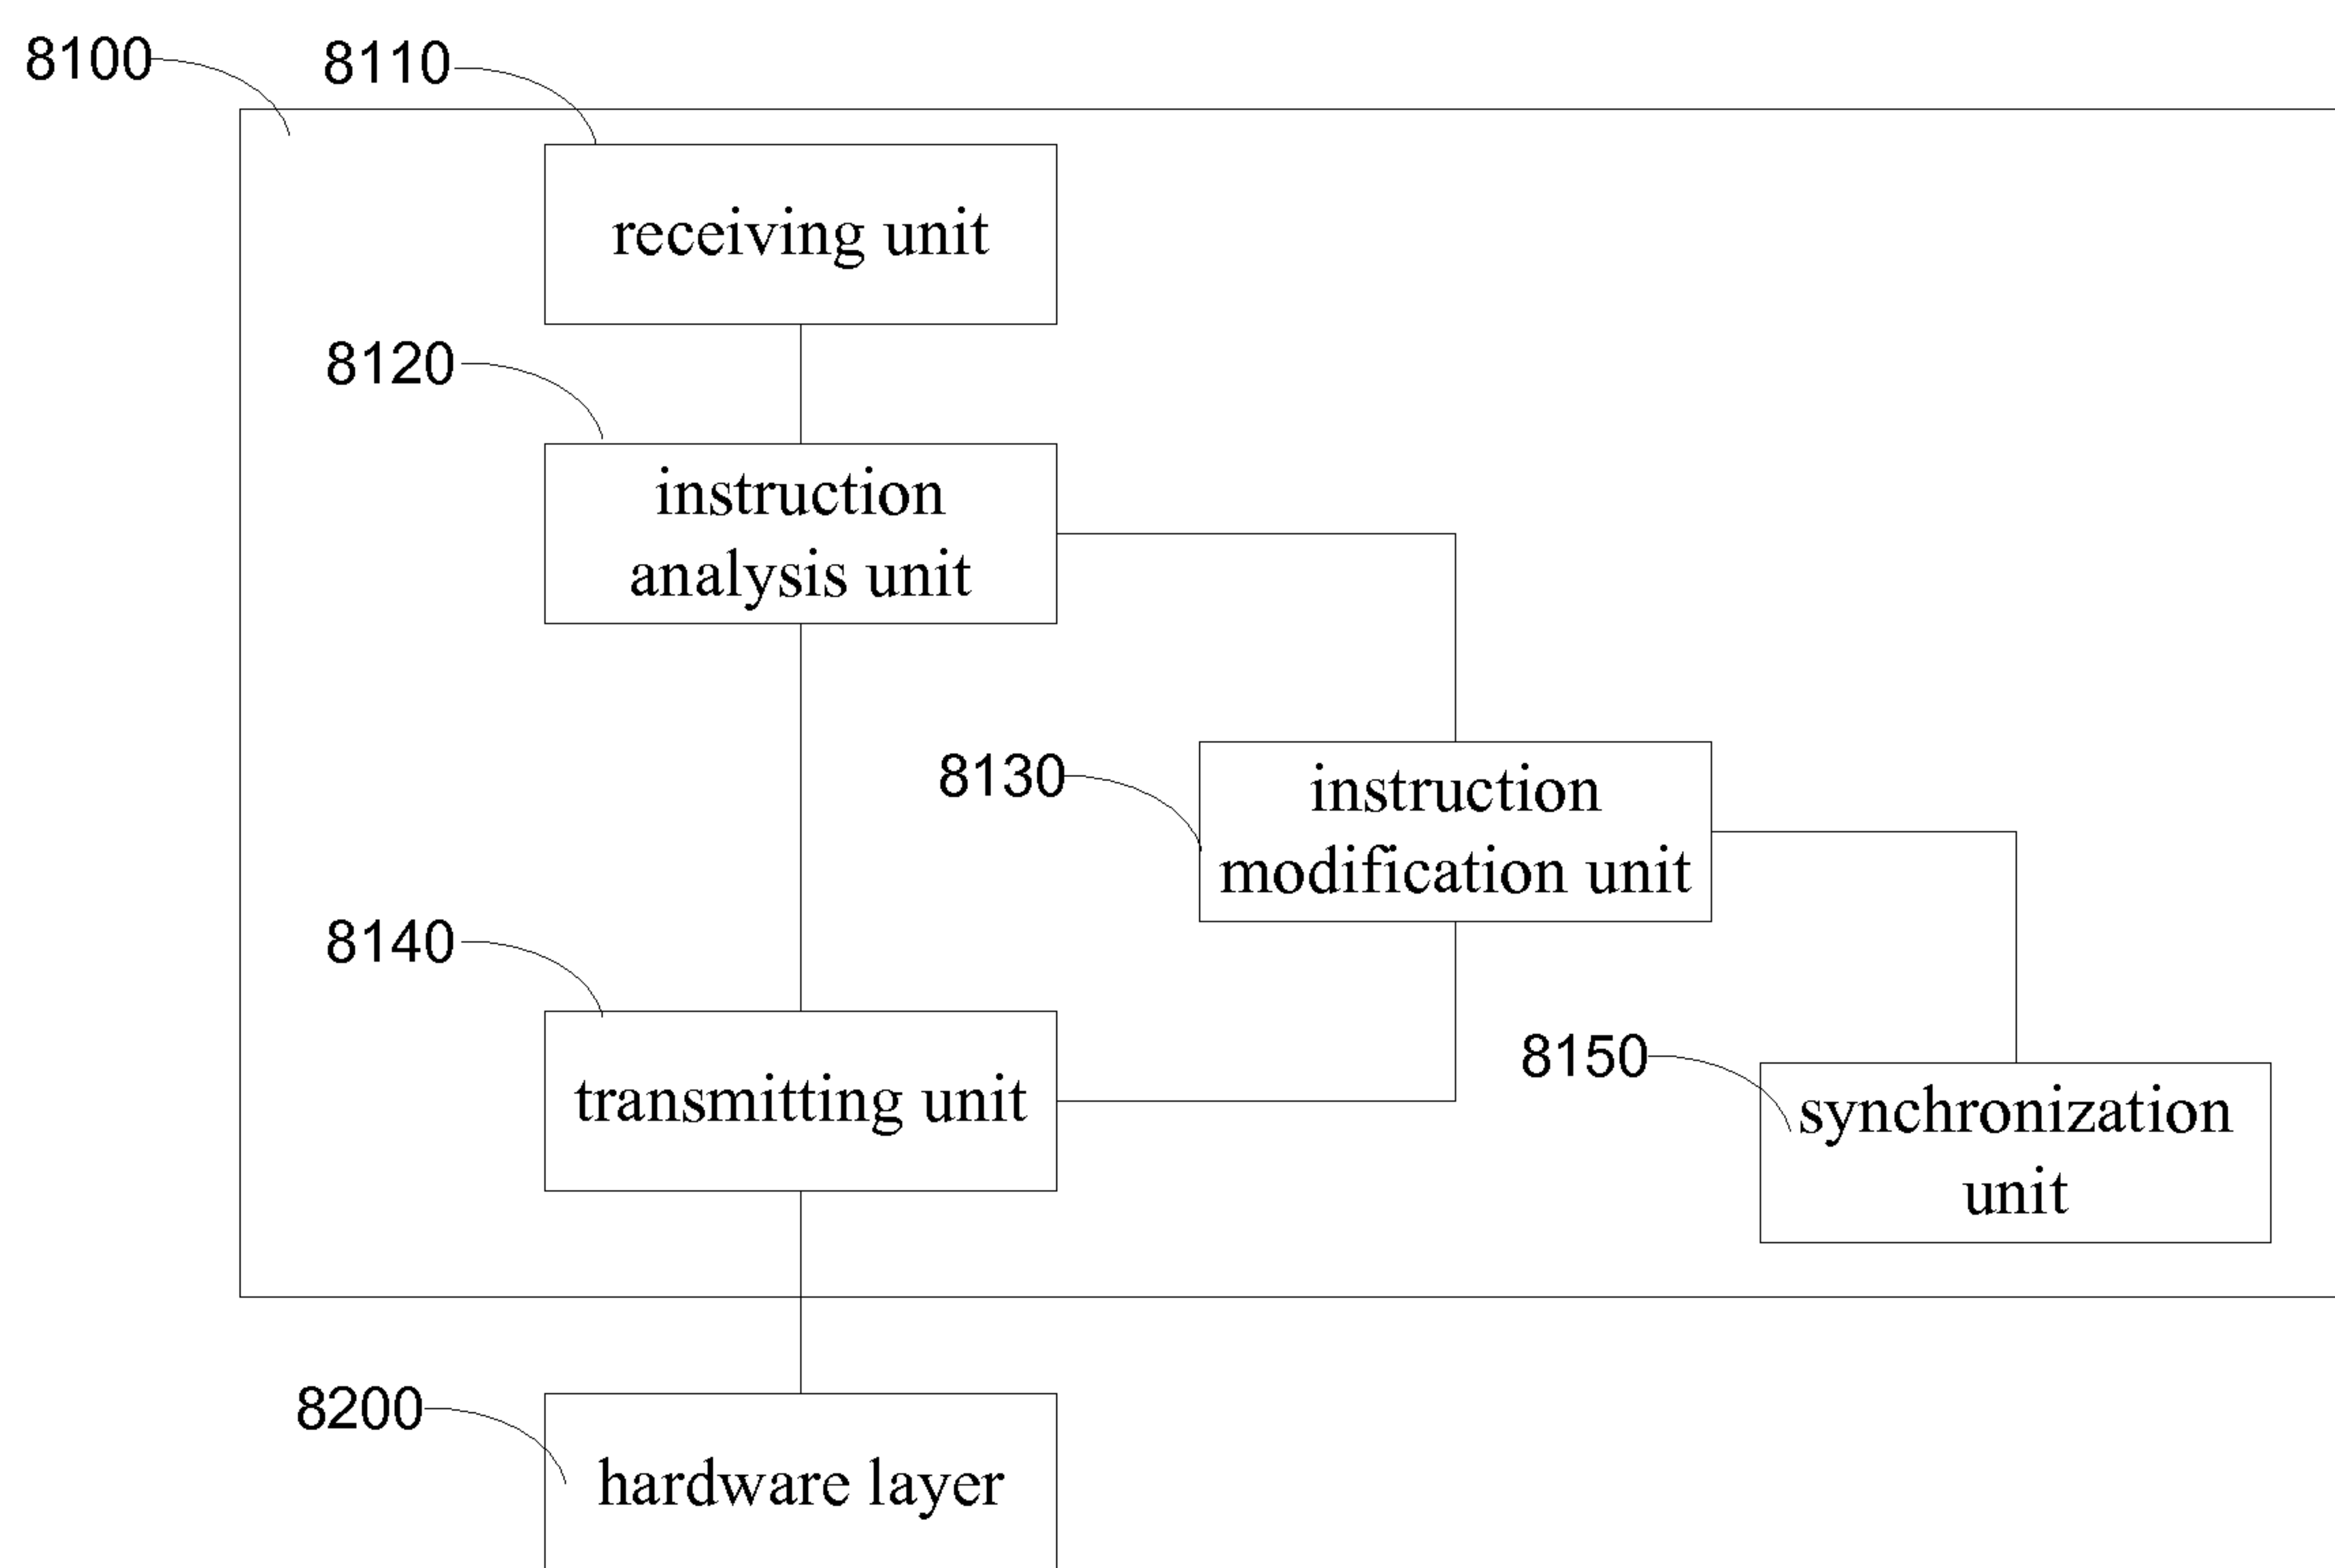 8100
8110
receiving unit
8120
instruction
analysis unit
8130
instruction
modification unit
8140
transmitting unit
8150
synchronization
unit
8200
hardware layer